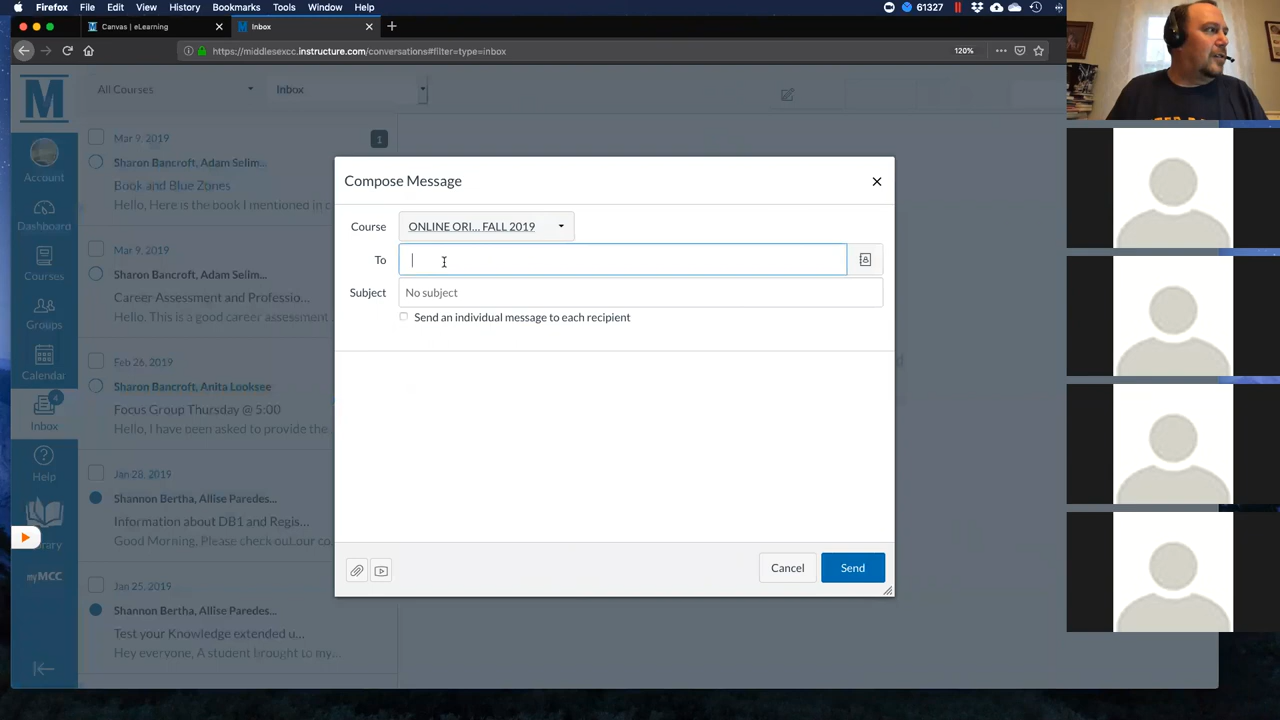 Firefox File Edit View History Bookmarks Tools Window Help 61327
Canvas | eLearning Inbox
https://middlesexcc.instructure.com/conversations#filter=type=inbox 120%
M
Account
Dashboard
Courses
Groups
Calendar
4
Inbox
Help
myMCC
All Courses Inbox
Mar 9, 2019 1
Sharon Bancroft, Adam Selim...
Book and Blue Zones
Hello, Here is the book I mentioned in c
Mar 9, 2019
Sharon Bancroft, Adam Selim...
Career Assessment and Professio...
Hello. This is a good career assessment
Feb 26, 2019
Sharon Bancroft, Anita Looksee
Focus Group Thursday @ 5:00
Hello, I have been asked to provide the
Jan 28, 2019
Shannon Bertha, Allise Paredes...
Information about DB1 and Regis...
Good Morning, Please check out our co
Jan 25, 2019
Shannon Bertha, Allise Paredes...
Test your Knowledge extended u...
Hey everyone, A student brought to my...
Compose Message
Course ONLINE ORI... FALL 2019
To
Subject No subject
Send an individual message to each recipient
Cancel Send